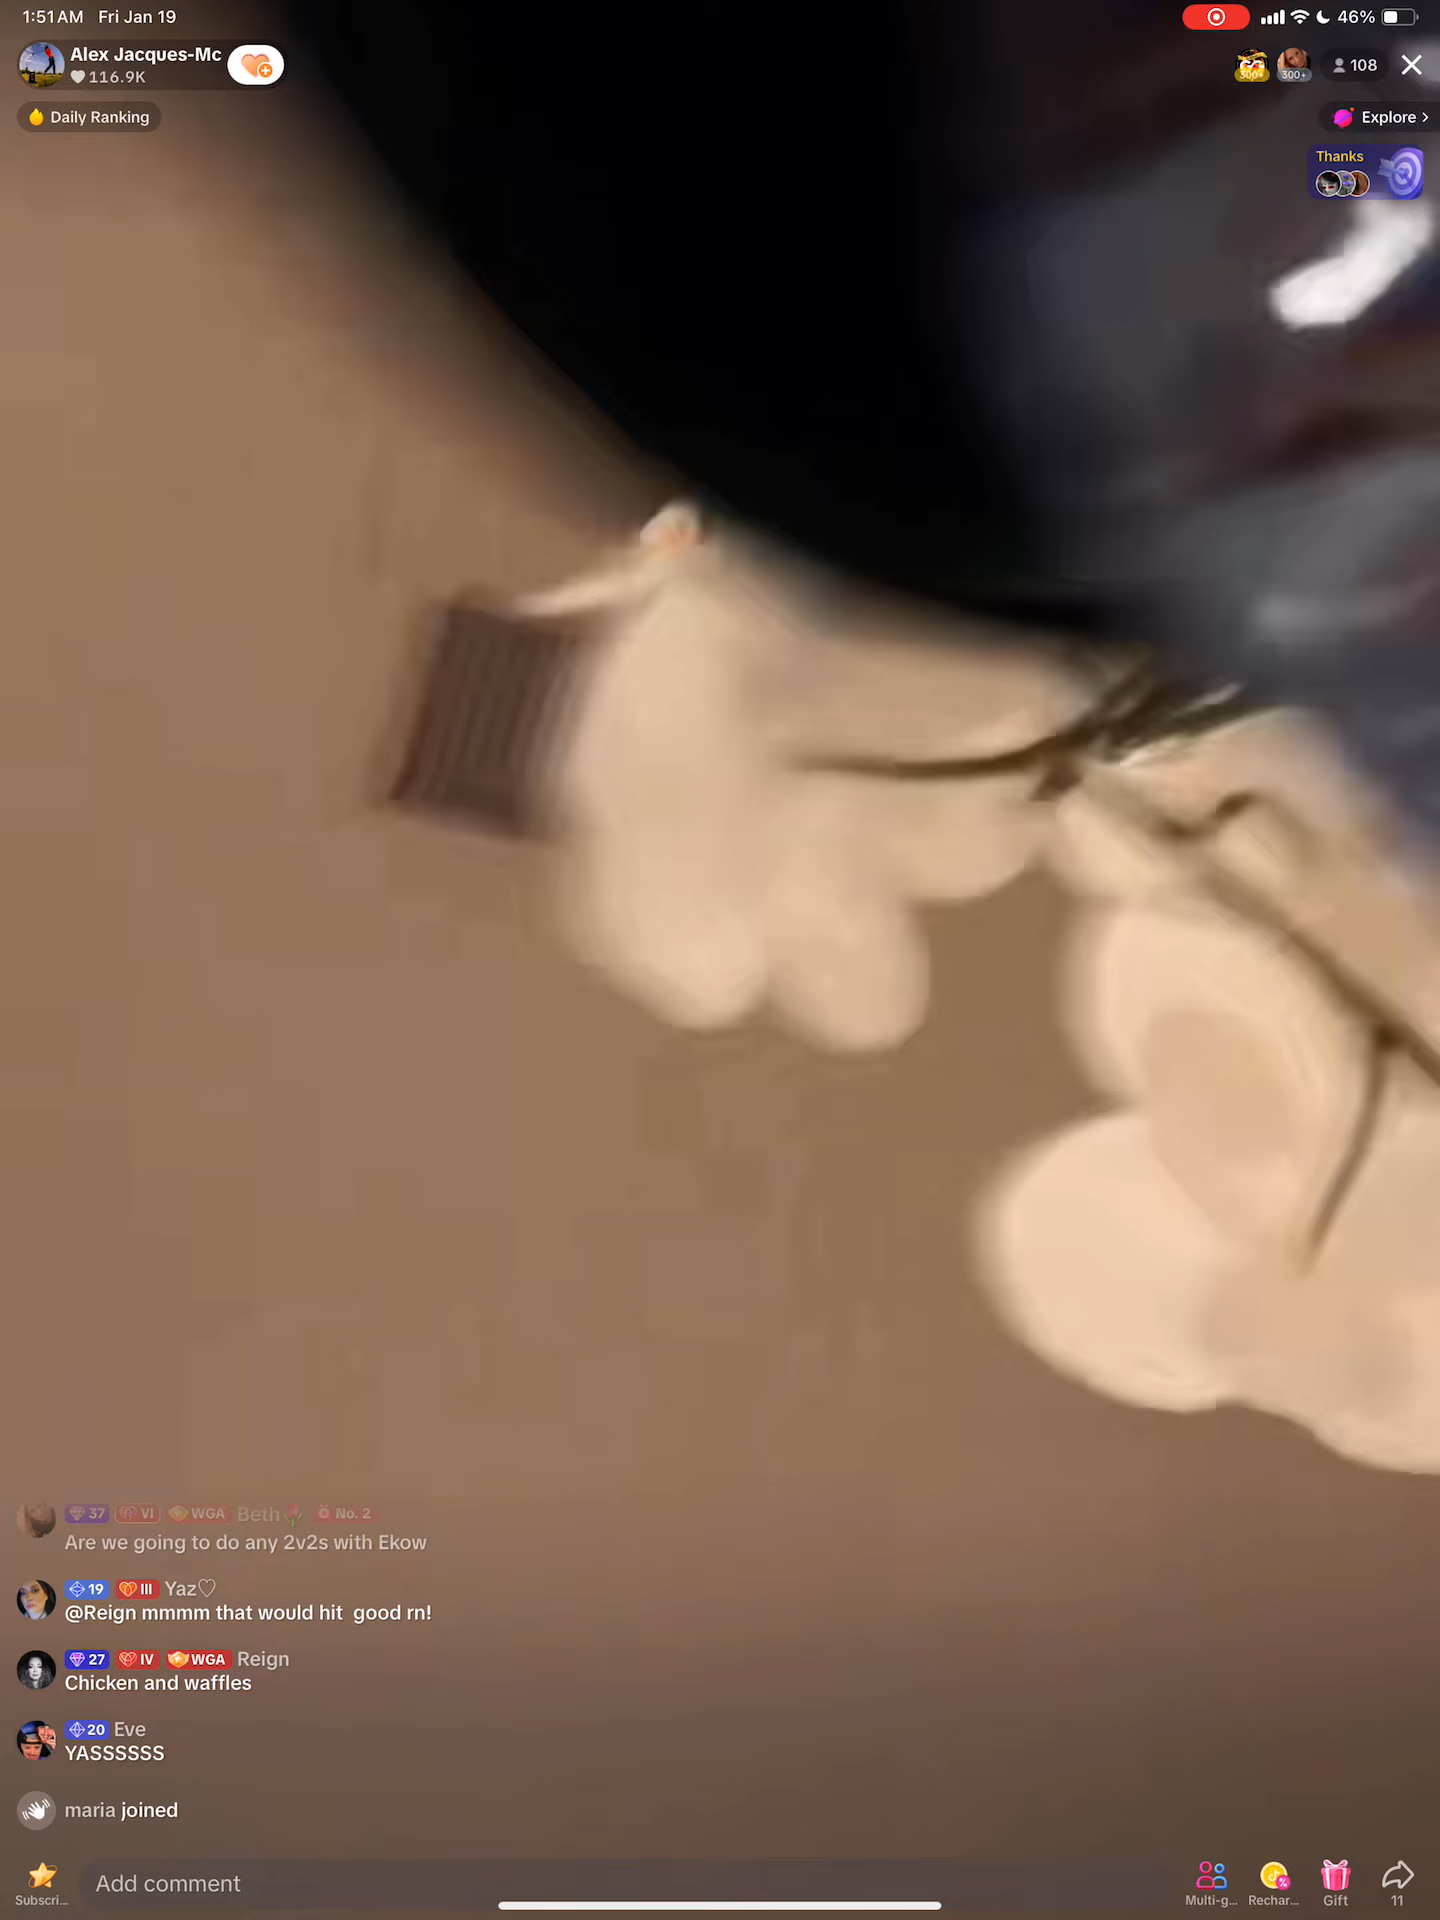 1:51 AM Fri Jan 19
46%
Alex Jacques-Mc
116.9K
300+
300+
108
Daily Ranking
Explore >
Thanks
37 VI WGA Beth🌹 No. 2
Are we going to do any 2v2s with Ekow
19 III Yaz♡
@Reign mmmm that would hit good rn!
27 IV WGA Reign
Chicken and waffles
20 Eve
YASSSSSS
maria joined
Add comment
Subscri...
Multi-g...
Rechar...
Gift
11